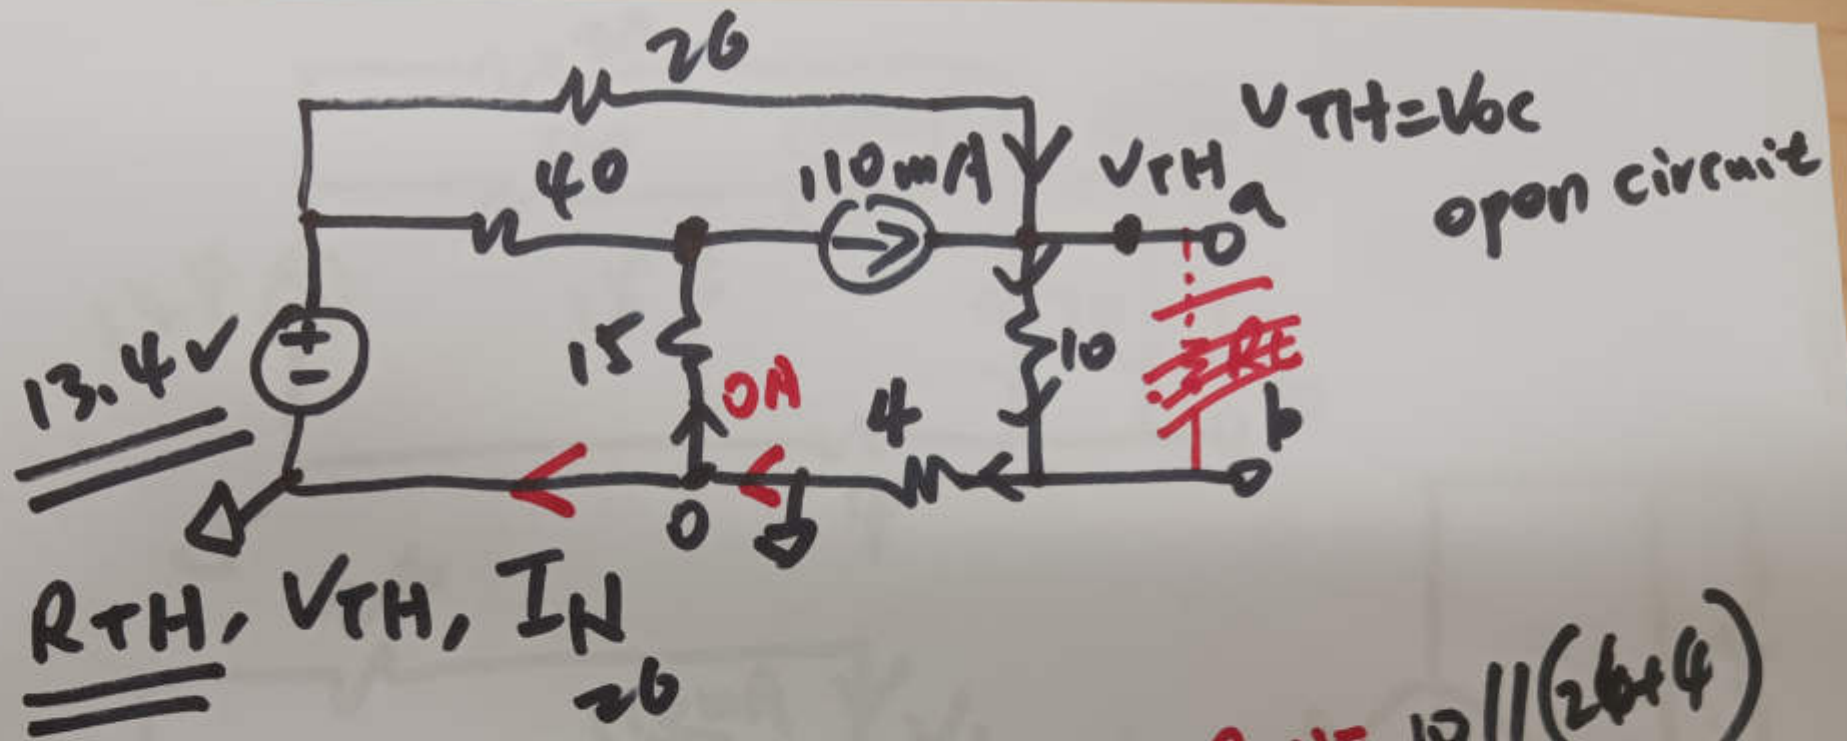 26
VTH=VOC
open circuit
40
110mA
VTH
a
13.4V
15
0A
10
RE
4
b
0
RTH, VTH, IN
26
10||(26+4)